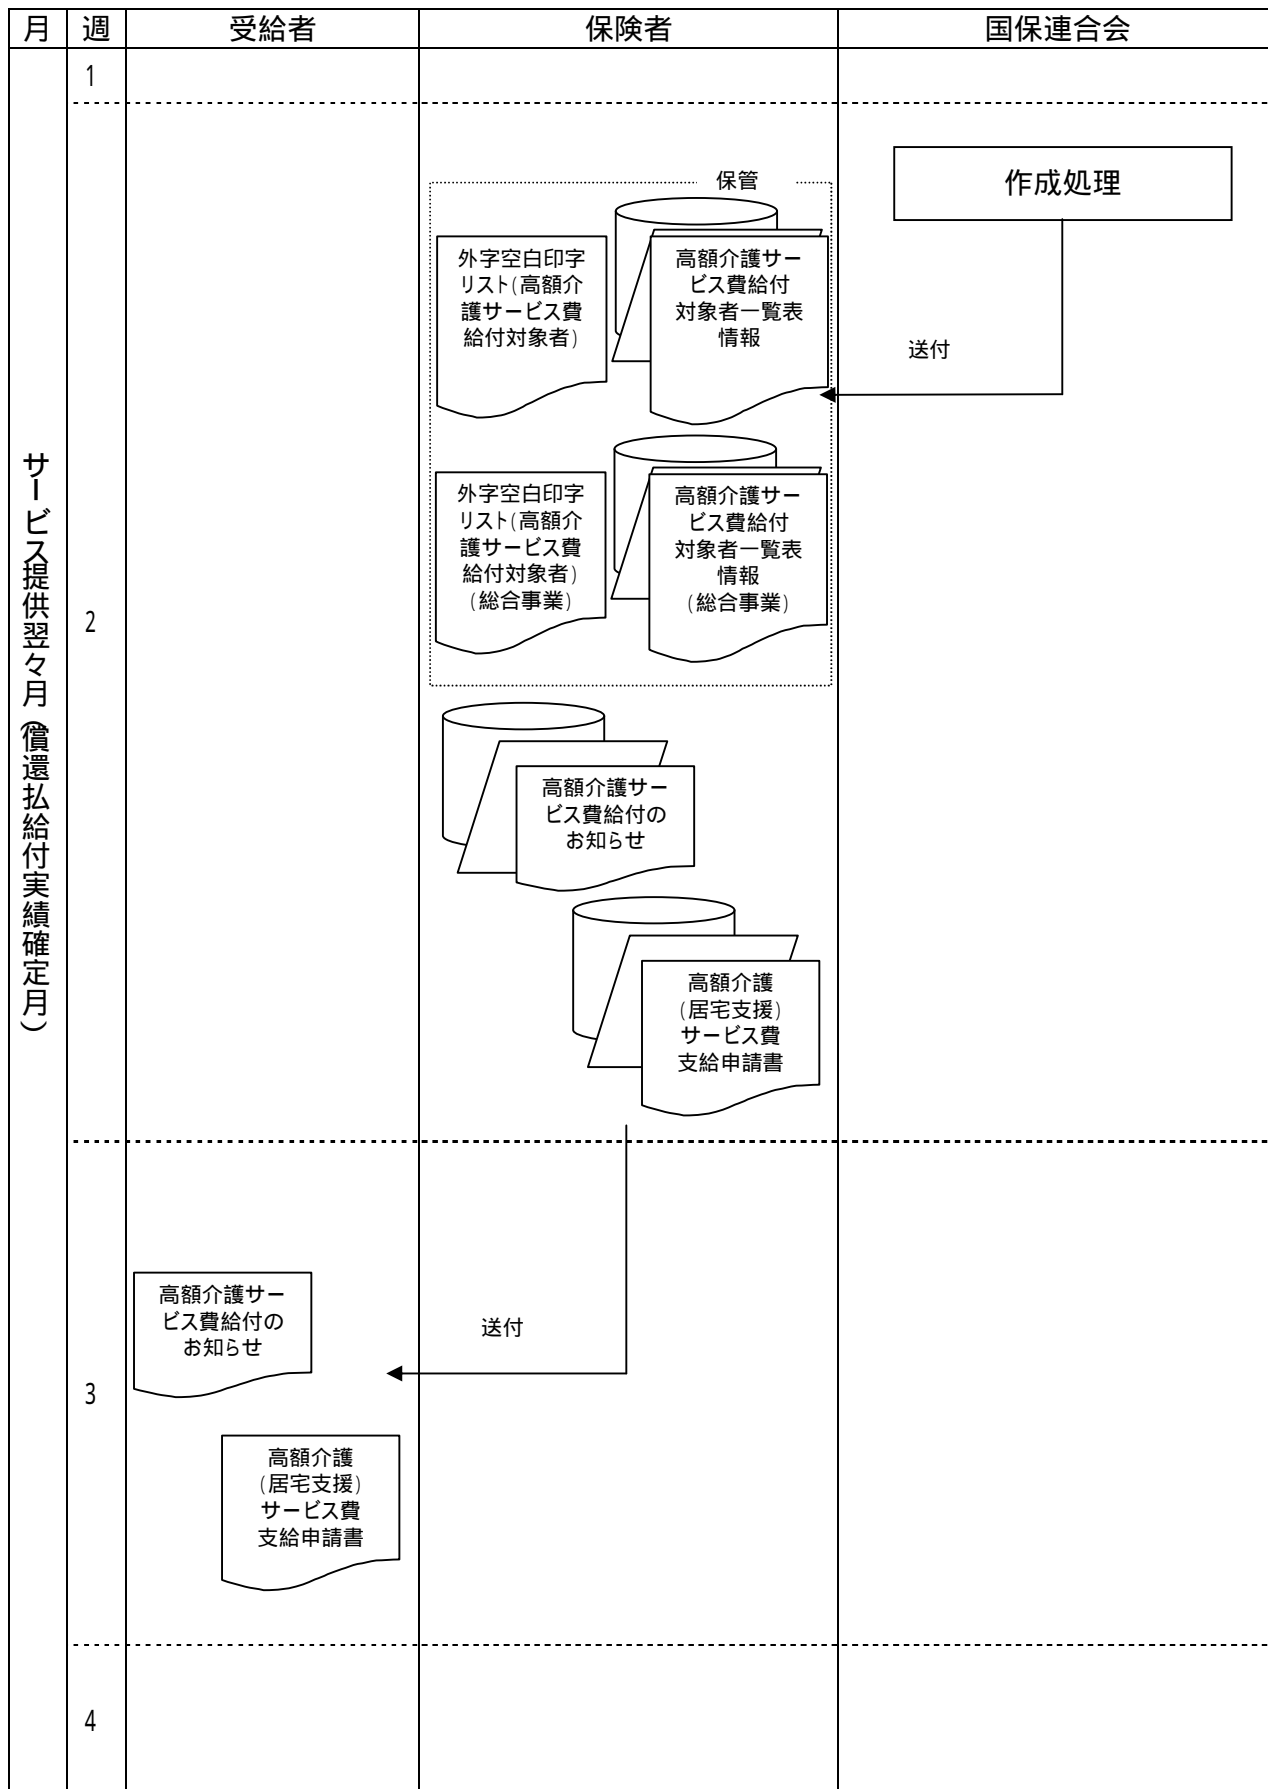 月 週 受給者 保険者 国保連合会
サービス提供翌々月(償還払給付実績確定月)
1
2
作成処理
保管
外字空白印字
リスト(高額介
護サービス費
給付対象者)
高額介護サー
ビス費給付
対象者一覧表
情報
送付
外字空白印字
リスト(高額介
護サービス費
給付対象者)
(総合事業)
高額介護サー
ビス費給付
対象者一覧表
情報
(総合事業)
高額介護サー
ビス費給付の
お知らせ
高額介護
(居宅支援)
サービス費
支給申請書
3
高額介護サー
ビス費給付の
お知らせ
送付
高額介護
(居宅支援)
サービス費
支給申請書
4